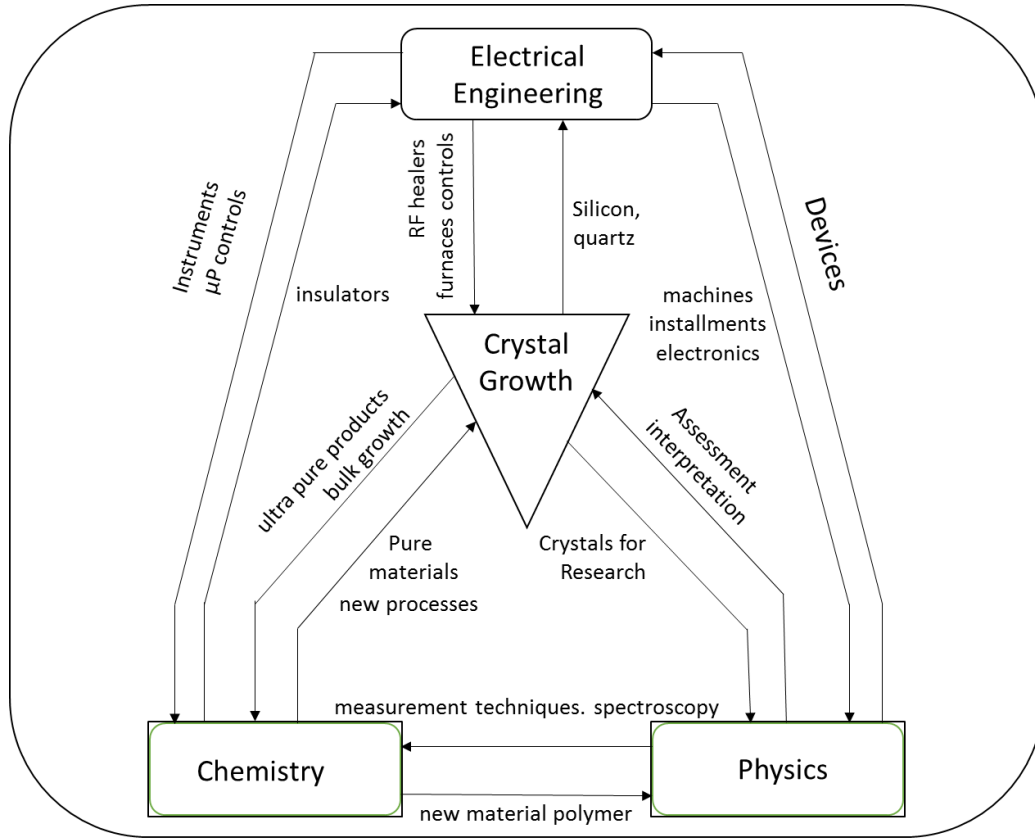 Electrical
Engineering
Instruments
µP controls
insulators
RF healers
furnaces controls
Silicon,
quartz
machines
installments
electronics
Devices
Crystal
Growth
ultra pure products
bulk growth
Pure
materials
new processes
Crystals for
Research
Assessment
interpretation
measurement techniques. spectroscopy
Chemistry
Physics
new material polymer